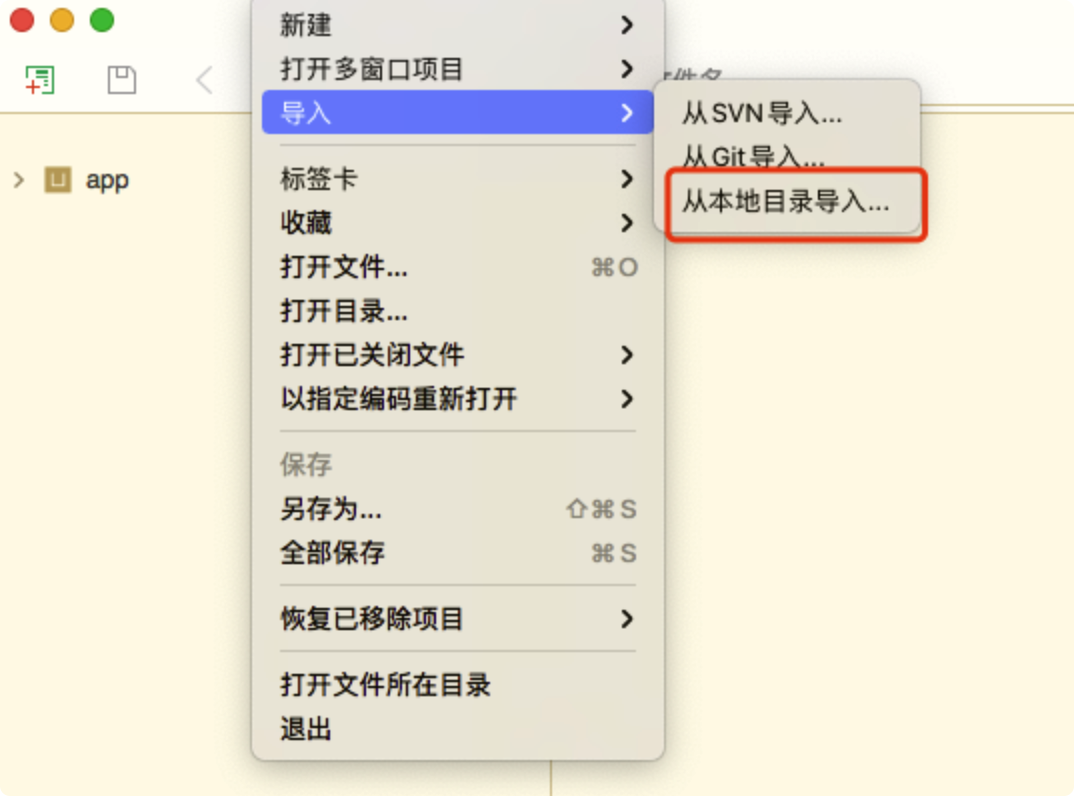 新建
打开多窗口项目
导入
从SVN导入...
从Git导入...
从本地目录导入...
app
标签卡
收藏
打开文件... ⌘O
打开目录...
打开已关闭文件
以指定编码重新打开
保存
另存为... ⇧⌘S
全部保存 ⌘S
恢复已移除项目
打开文件所在目录
退出